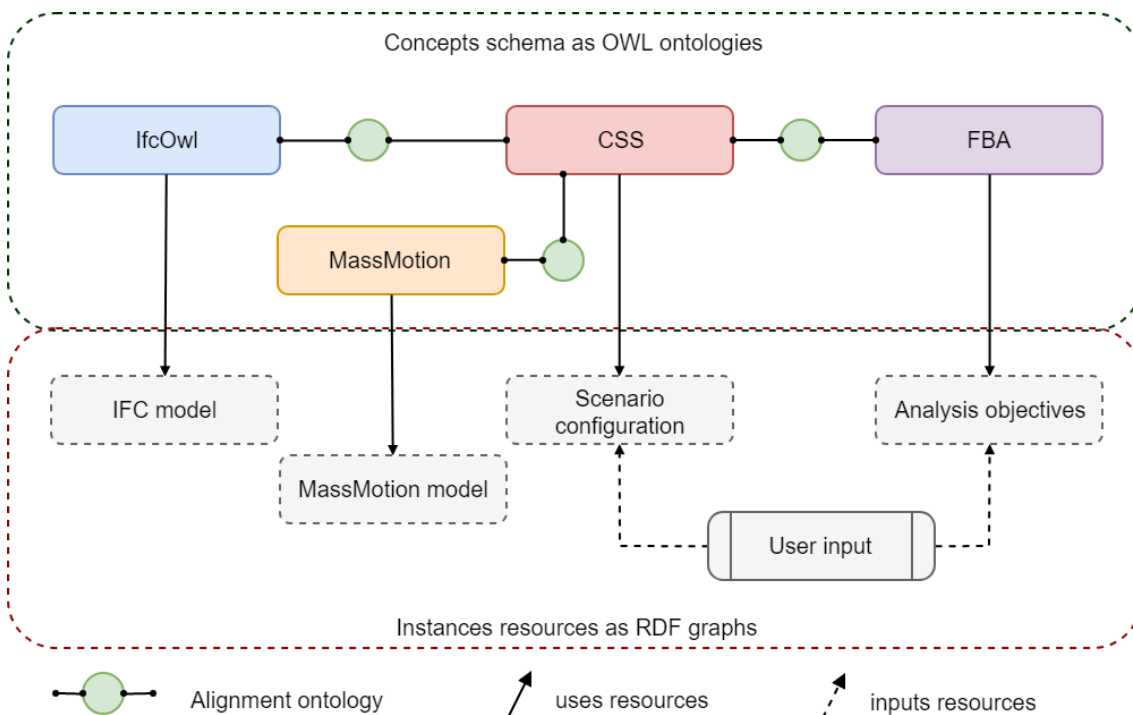 Concepts schema as OWL ontologies
IfcOwl
CSS
FBA
MassMotion
IFC model
Scenario
configuration
Analysis objectives
MassMotion model
User input
Instances resources as RDF graphs
Alignment ontology
uses resources
inputs resources